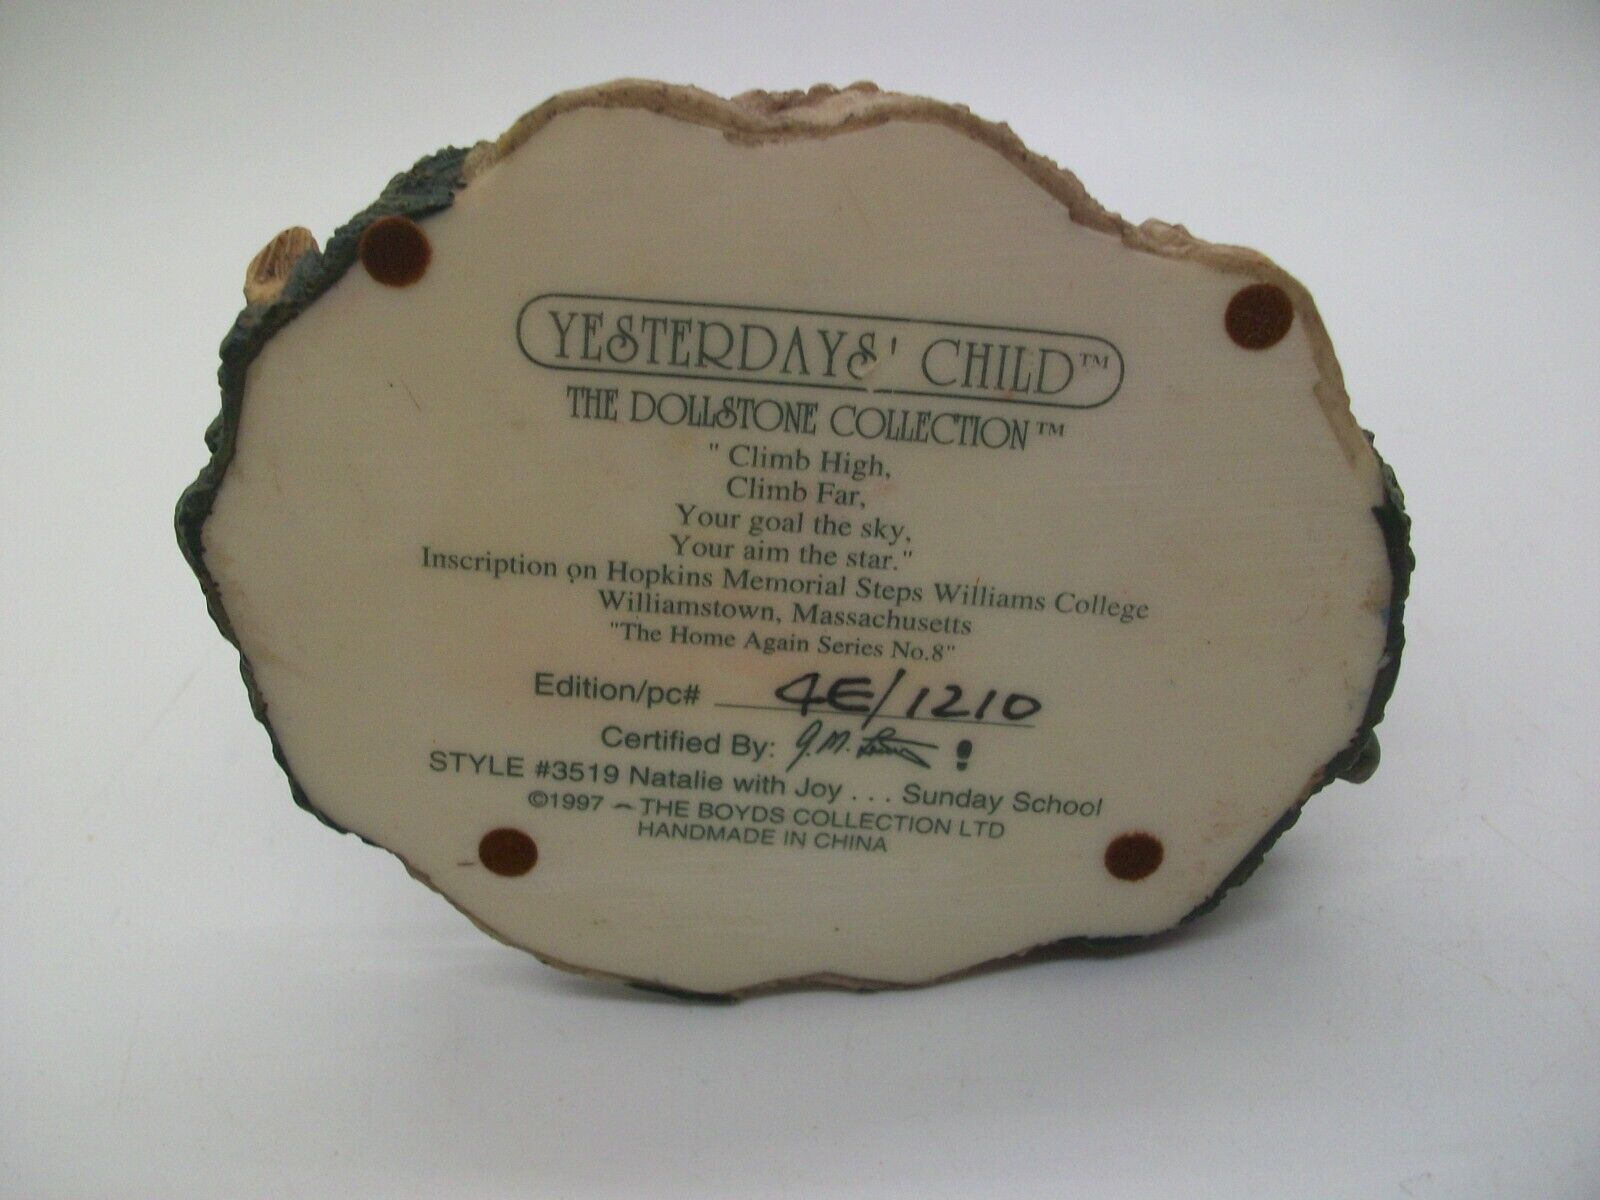 YESTERDAYS' CHILD™
THE DOLLSTONE COLLECTION™
" Climb High,
Climb Far,
Your goal the sky,
Your aim the star."
Inscription on Hopkins Memorial Steps Williams College
Williamstown, Massachusetts
"The Home Again Series No.8"
Edition/pc# 4E/1210
Certified By: G.M. !
STYLE #3519 Natalie with Joy . . . Sunday School
©1997 ~ THE BOYDS COLLECTION LTD
HANDMADE IN CHINA